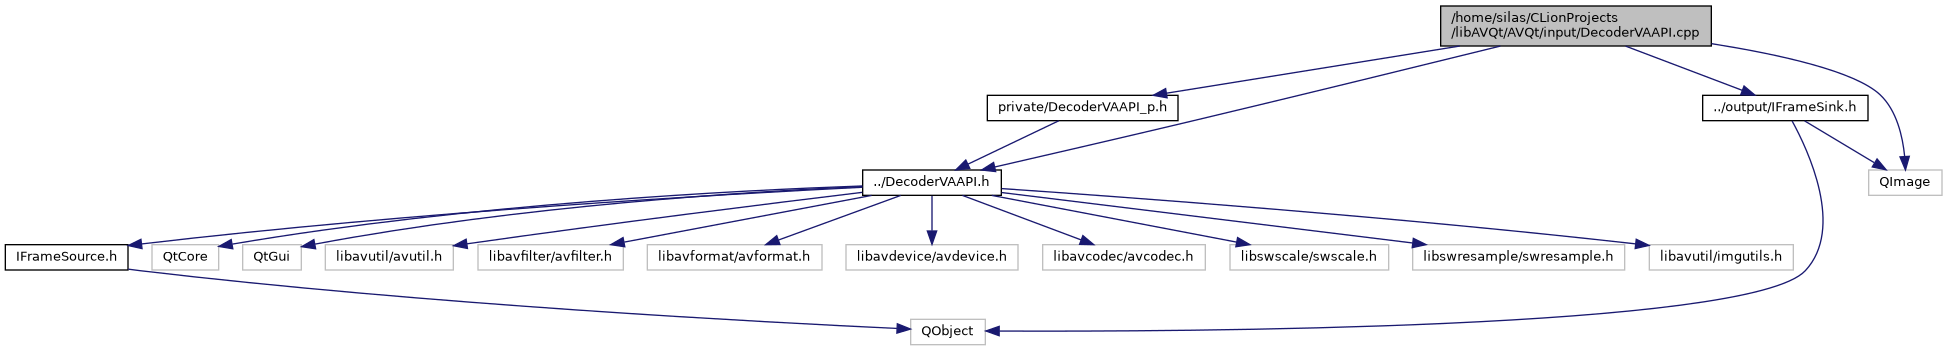 /home/silas/CLionProjects
/libAVQt/AVQt/input/DecoderVAAPI.cpp
private/DecoderVAAPI_p.h
../output/IFrameSink.h
../DecoderVAAPI.h
QImage
IFrameSource.h
QtCore
QtGui
libavutil/avutil.h
libavfilter/avfilter.h
libavformat/avformat.h
libavdevice/avdevice.h
libavcodec/avcodec.h
libswscale/swscale.h
libswresample/swresample.h
libavutil/imgutils.h
QObject